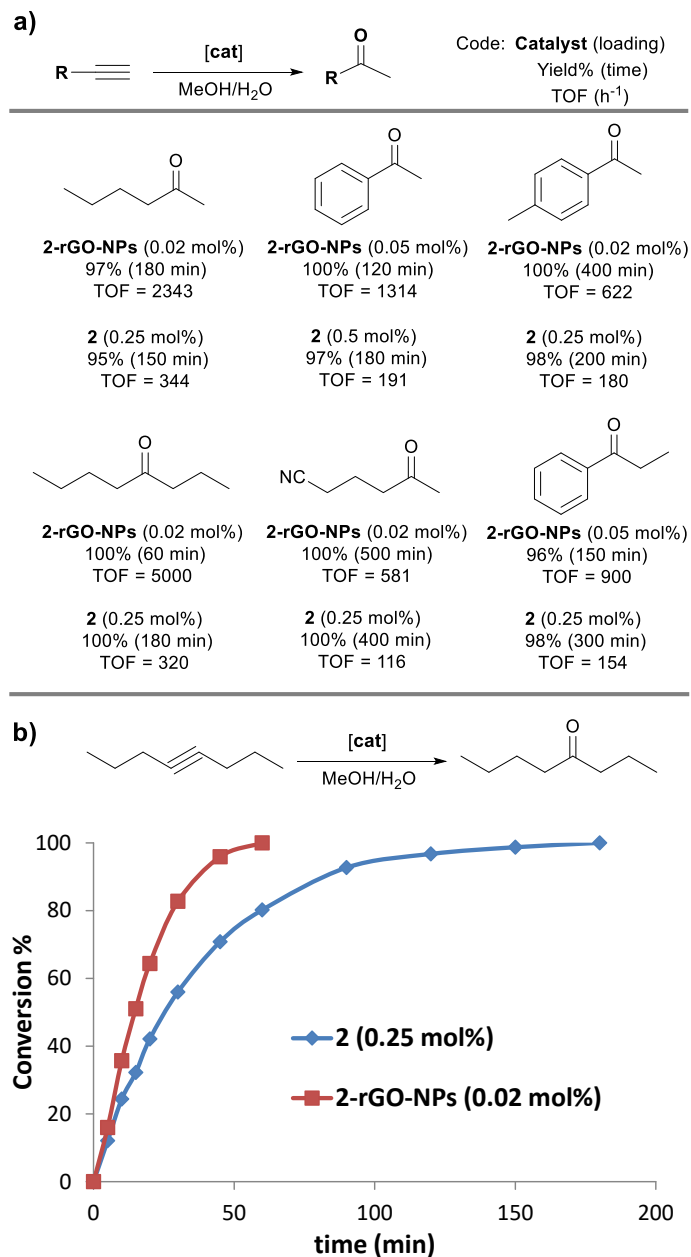 a)
R
[cat]
MeOH/H2O
O
R
Code: Catalyst (loading)
Yield% (time)
TOF (h-1)
O
2-rGO-NPs (0.02 mol%)
97% (180 min)
TOF = 2343
2 (0.25 mol%)
95% (150 min)
TOF = 344
O
2-rGO-NPs (0.05 mol%)
100% (120 min)
TOF = 1314
2 (0.5 mol%)
97% (180 min)
TOF = 191
O
2-rGO-NPs (0.02 mol%)
100% (400 min)
TOF = 622
2 (0.25 mol%)
98% (200 min)
TOF = 180
O
2-rGO-NPs (0.02 mol%)
100% (60 min)
TOF = 5000
2 (0.25 mol%)
100% (180 min)
TOF = 320
NC
O
2-rGO-NPs (0.02 mol%)
100% (500 min)
TOF = 581
2 (0.25 mol%)
100% (400 min)
TOF = 116
O
2-rGO-NPs (0.05 mol%)
96% (150 min)
TOF = 900
2 (0.25 mol%)
98% (300 min)
TOF = 154
b)
[cat]
MeOH/H2O
O
Conversion %
100
80
60
40
20
0
2 (0.25 mol%)
2-rGO-NPs (0.02 mol%)
0
50
100
150
200
time (min)